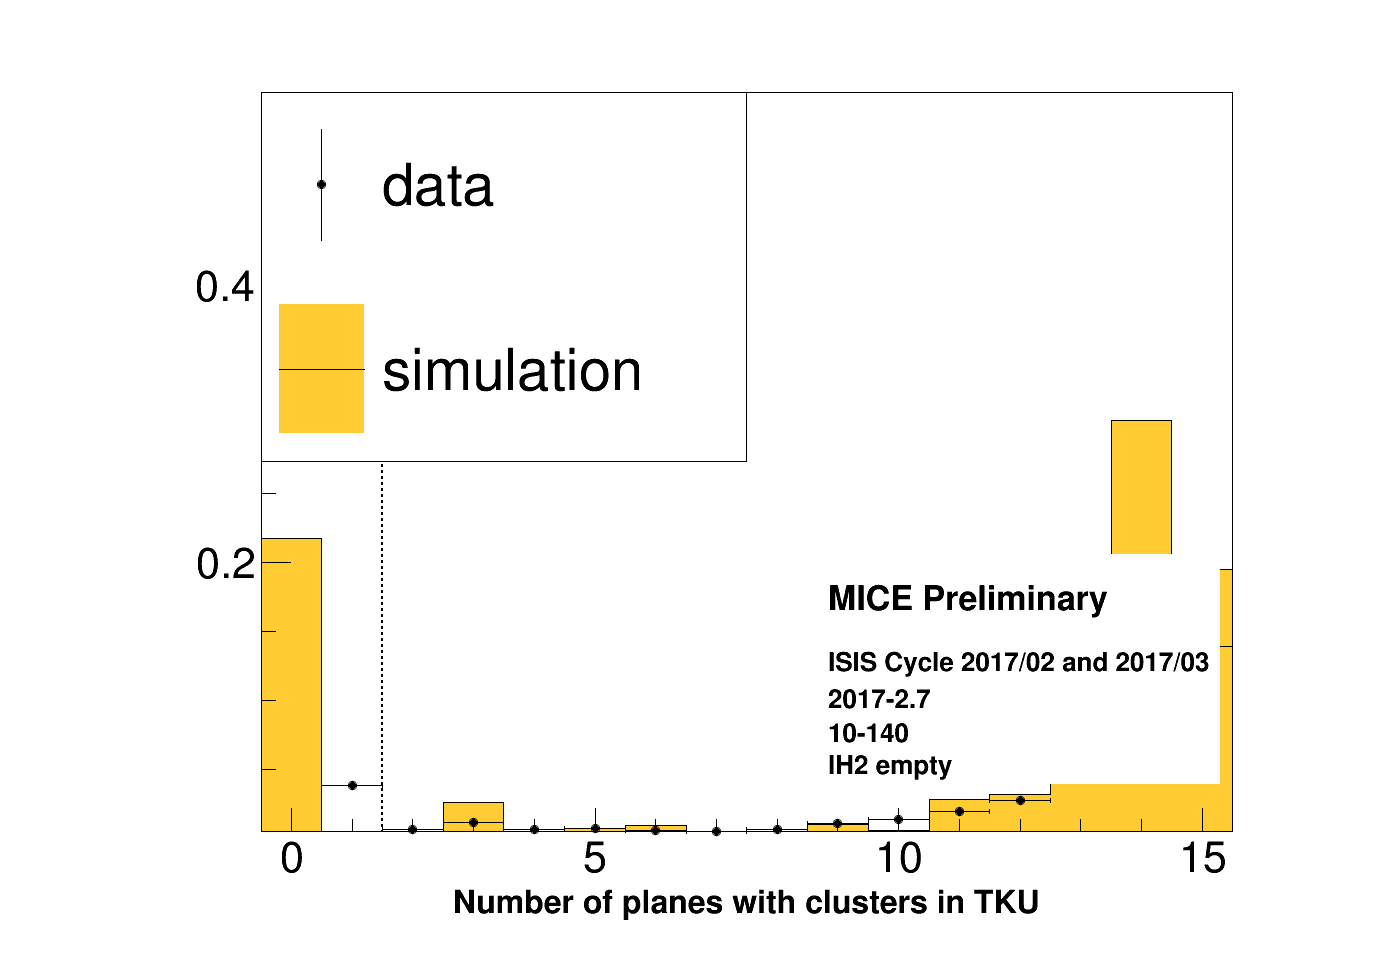 data
0.4
simulation
0.2
MICE Preliminary
ISIS Cycle 2017/02 and 2017/03
2017-2.7
10-140
IH2 empty
0 5 10 15
Number of planes with clusters in TKU